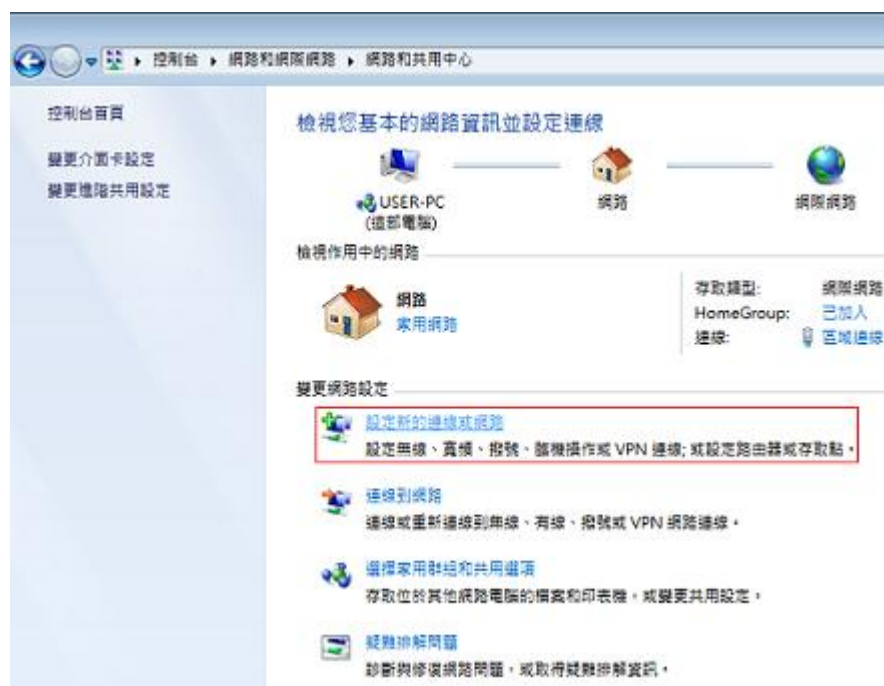 控制台 ▸ 網路和網際網路 ▸ 網路和共用中心
控制台首頁
變更介面卡設定
變更進階共用設定
檢視您基本的網路資訊並設定連線
USER-PC
(這部電腦)
網路
網際網路
檢視作用中的網路
網路
家用網路
存取類型: 網際網路
HomeGroup: 已加入
連線: 區域連線
變更網路設定
設定新的連線或網路
設定無線、寬頻、撥號、臨機操作或 VPN 連線; 或設定路由器或存取點。
連線到網路
連線或重新連線到無線、有線、撥號或 VPN 網路連線。
選擇家用群組和共用選項
存取位於其他網路電腦的檔案和印表機，或變更共用設定。
疑難排解問題
診斷與修復網路問題，或取得疑難排解資訊。